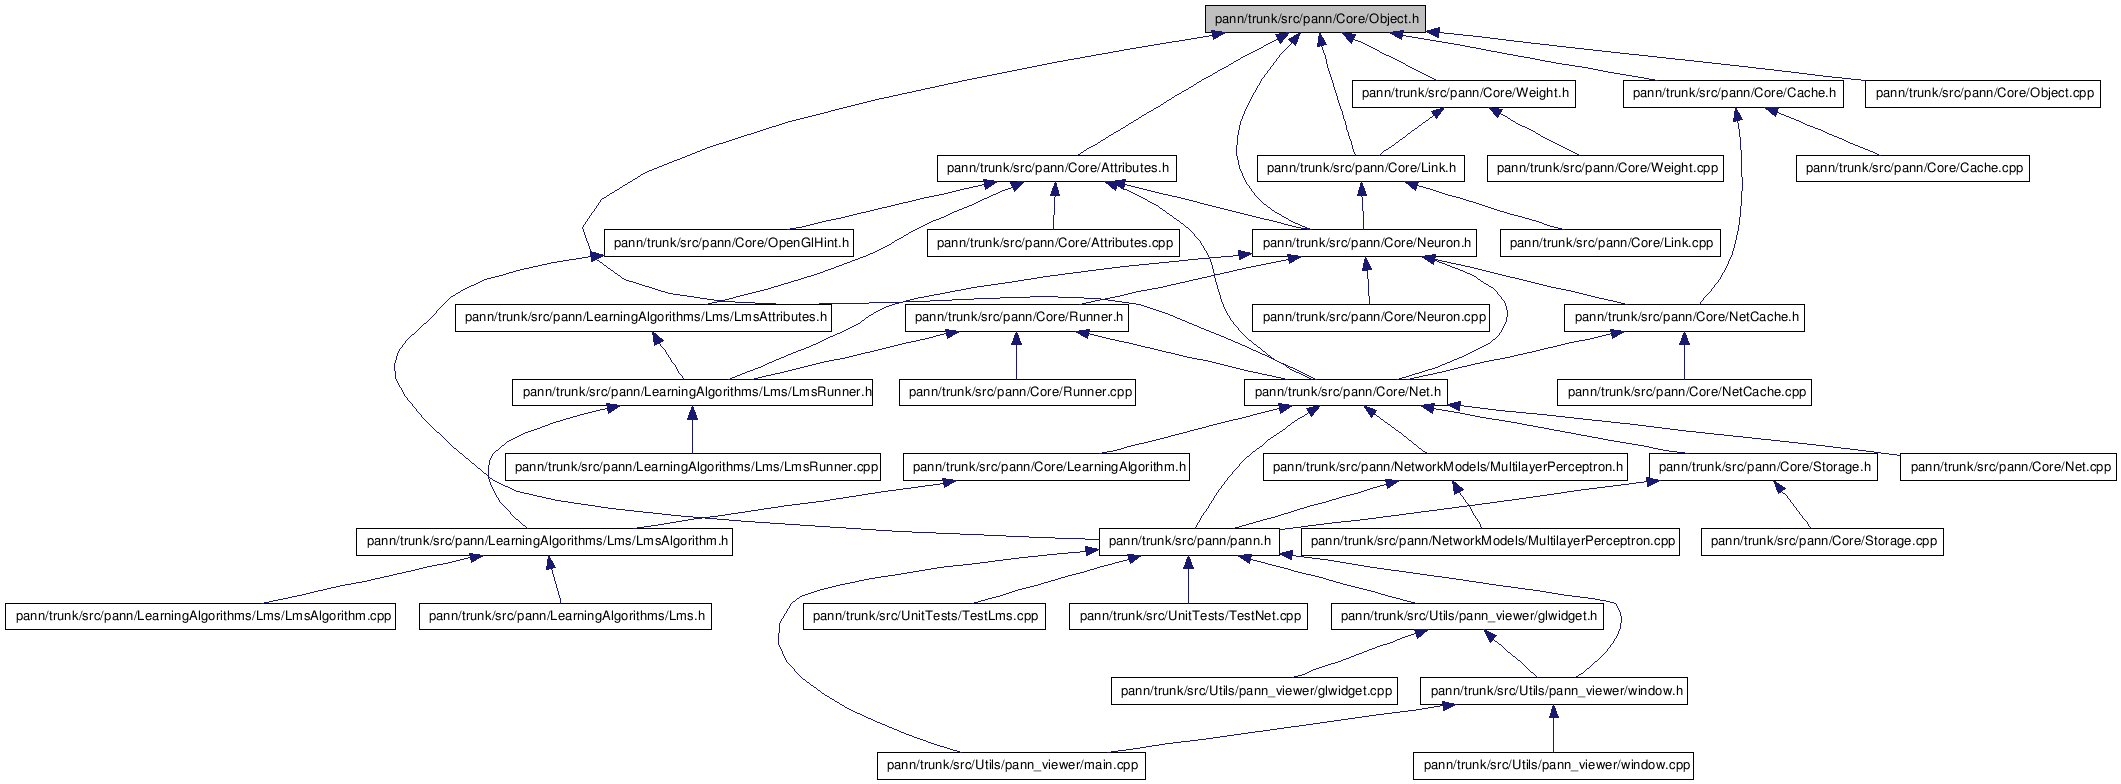 pann/trunk/src/pann/Core/Object.h
pann/trunk/src/pann/Core/Weight.h
pann/trunk/src/pann/Core/Cache.h
pann/trunk/src/pann/Core/Object.cpp
pann/trunk/src/pann/Core/Attributes.h
pann/trunk/src/pann/Core/Link.h
pann/trunk/src/pann/Core/Weight.cpp
pann/trunk/src/pann/Core/Cache.cpp
pann/trunk/src/pann/Core/OpenGlHint.h
pann/trunk/src/pann/Core/Attributes.cpp
pann/trunk/src/pann/Core/Neuron.h
pann/trunk/src/pann/Core/Link.cpp
pann/trunk/src/pann/LearningAlgorithms/Lms/LmsAttributes.h
pann/trunk/src/pann/Core/Runner.h
pann/trunk/src/pann/Core/Neuron.cpp
pann/trunk/src/pann/Core/NetCache.h
pann/trunk/src/pann/LearningAlgorithms/Lms/LmsRunner.h
pann/trunk/src/pann/Core/Runner.cpp
pann/trunk/src/pann/Core/Net.h
pann/trunk/src/pann/Core/NetCache.cpp
pann/trunk/src/pann/LearningAlgorithms/Lms/LmsRunner.cpp
pann/trunk/src/pann/Core/LearningAlgorithm.h
pann/trunk/src/pann/NetworkModels/MultilayerPerceptron.h
pann/trunk/src/pann/Core/Storage.h
pann/trunk/src/pann/Core/Net.cpp
pann/trunk/src/pann/LearningAlgorithms/Lms/LmsAlgorithm.h
pann/trunk/src/pann/pann.h
pann/trunk/src/pann/NetworkModels/MultilayerPerceptron.cpp
pann/trunk/src/pann/Core/Storage.cpp
pann/trunk/src/pann/LearningAlgorithms/Lms/LmsAlgorithm.cpp
pann/trunk/src/pann/LearningAlgorithms/Lms.h
pann/trunk/src/UnitTests/TestLms.cpp
pann/trunk/src/UnitTests/TestNet.cpp
pann/trunk/src/Utils/pann_viewer/glwidget.h
pann/trunk/src/Utils/pann_viewer/glwidget.cpp
pann/trunk/src/Utils/pann_viewer/window.h
pann/trunk/src/Utils/pann_viewer/main.cpp
pann/trunk/src/Utils/pann_viewer/window.cpp